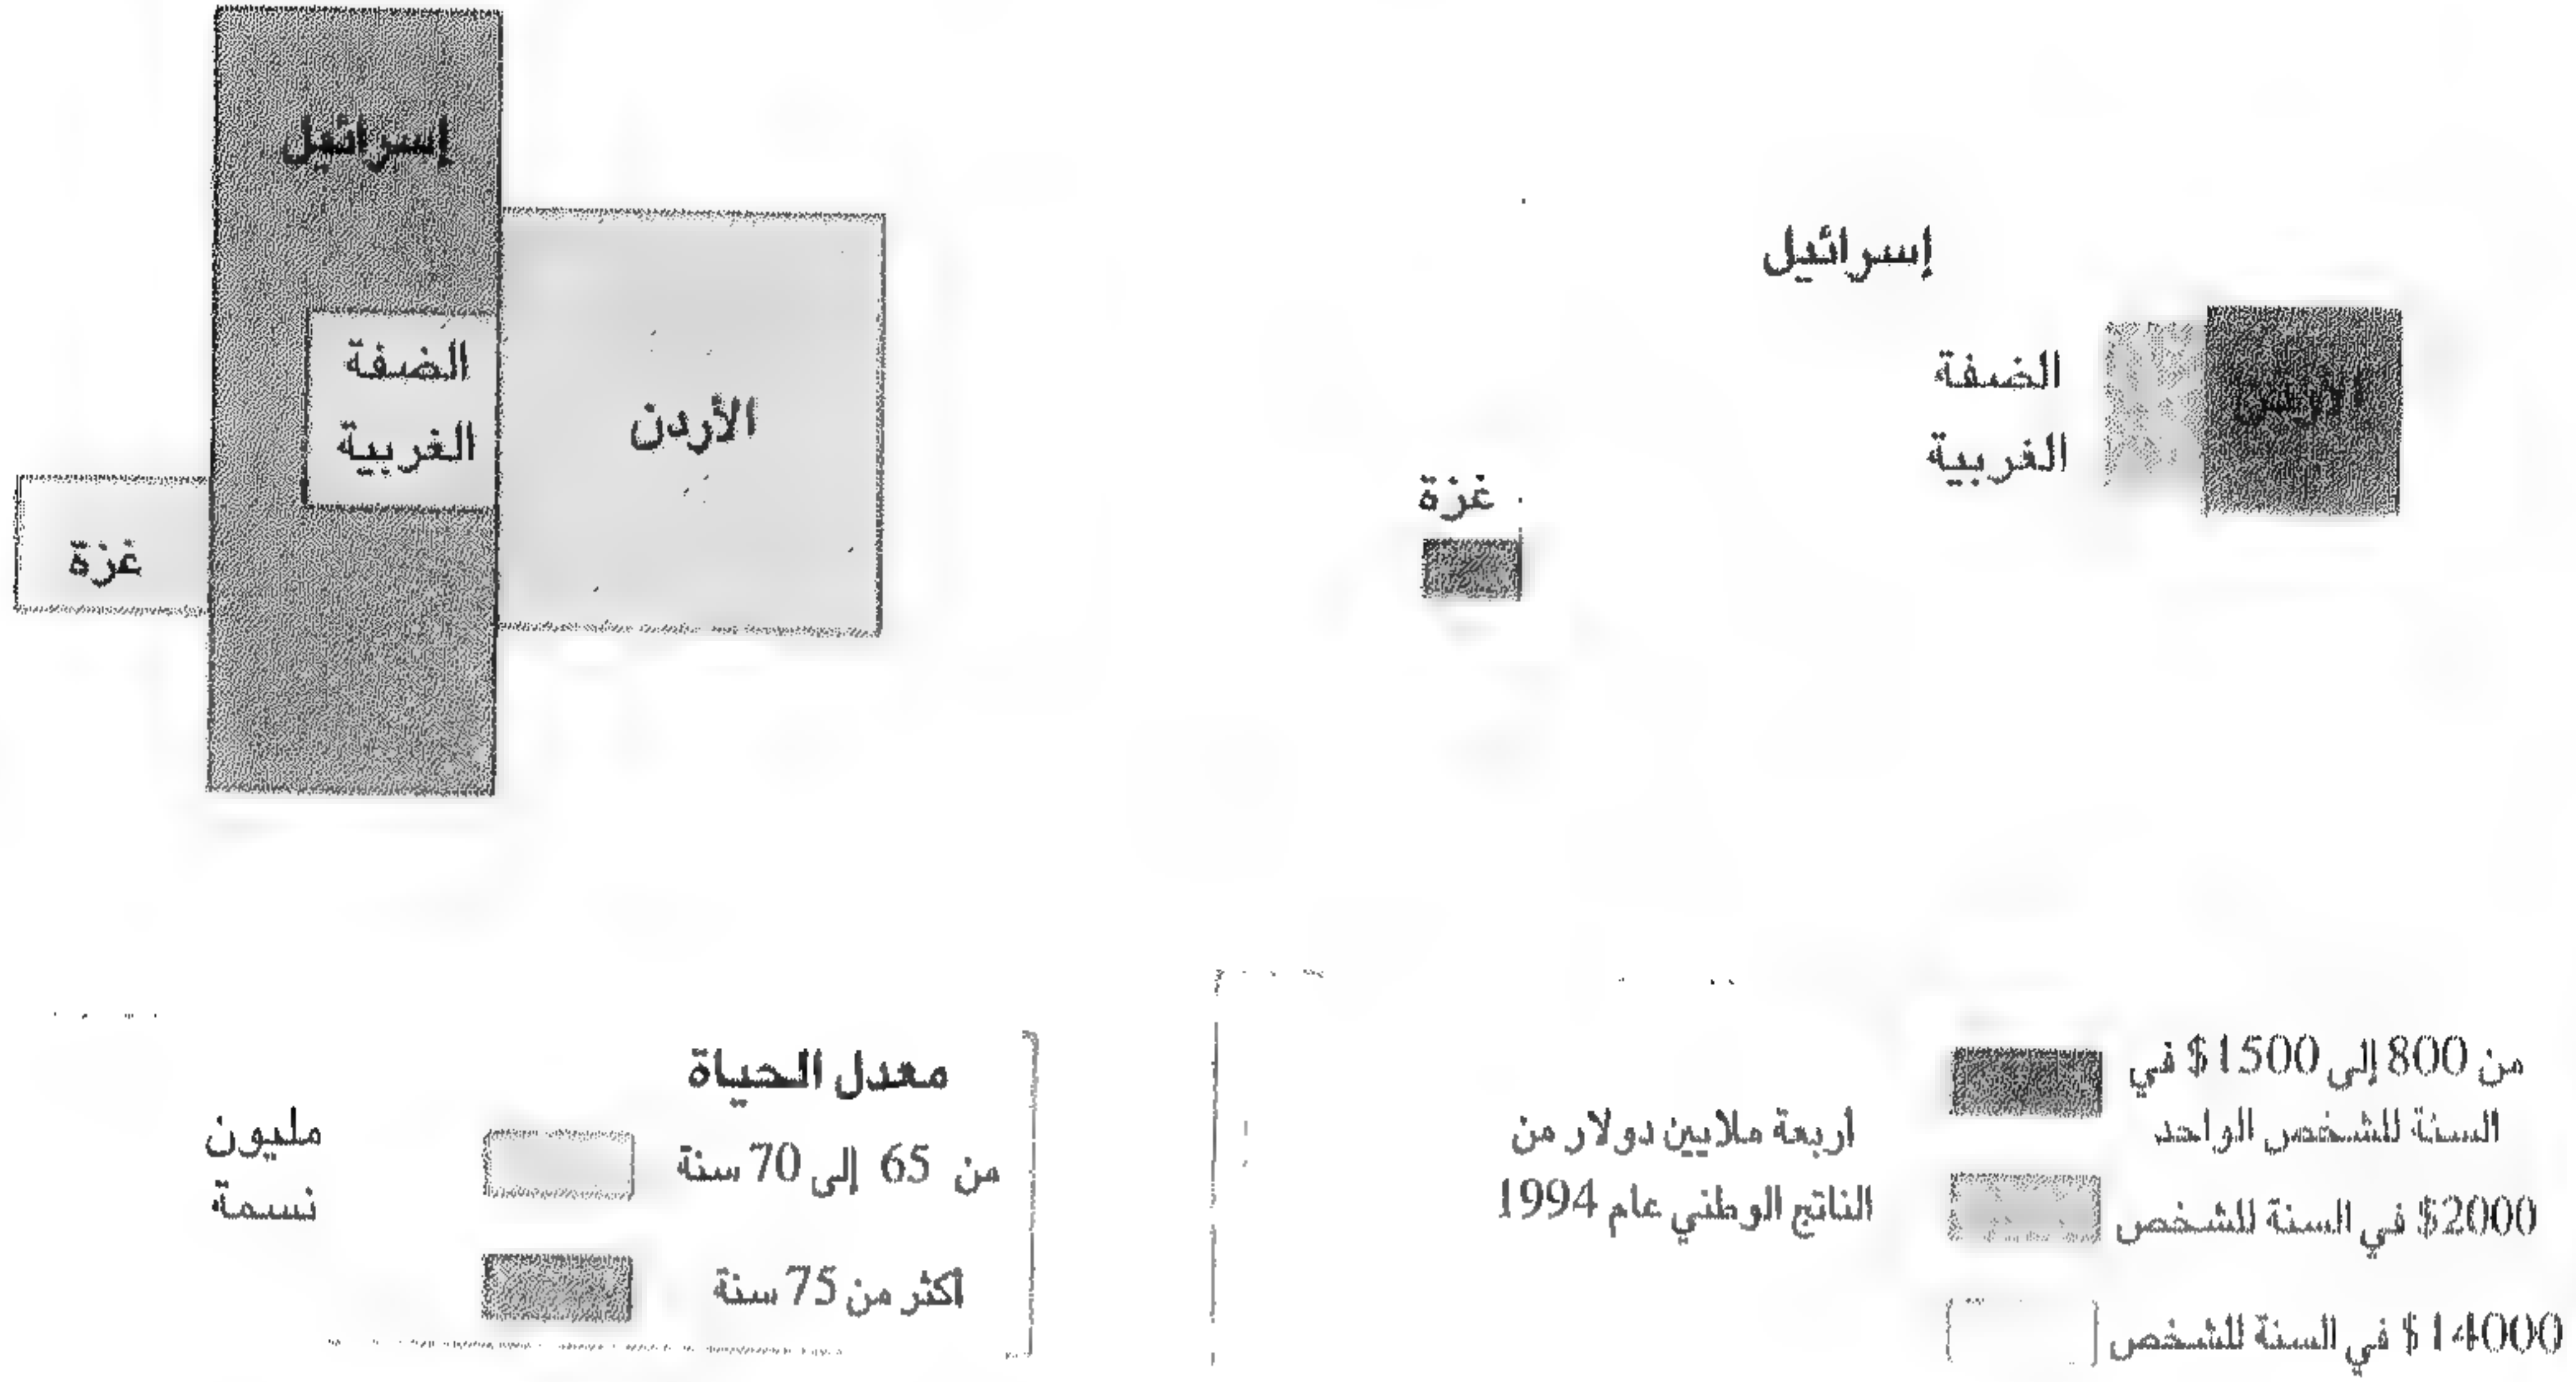 إسرائيل
الضفة
الغربية
الأردن
غزة
إسرائيل
الضفة
الغربية
الأردن
غزة
معدل الحياة
من 65 إلى 70 سنة
أكثر من 75 سنة
مليون
نسمة
من 800 إلى 1500$ في
السنة للشخص الواحد
2000$ في السنة للشخص
14000$ في السنة للشخص
اربعة ملايين دولار من
الناتج الوطني عام 1994